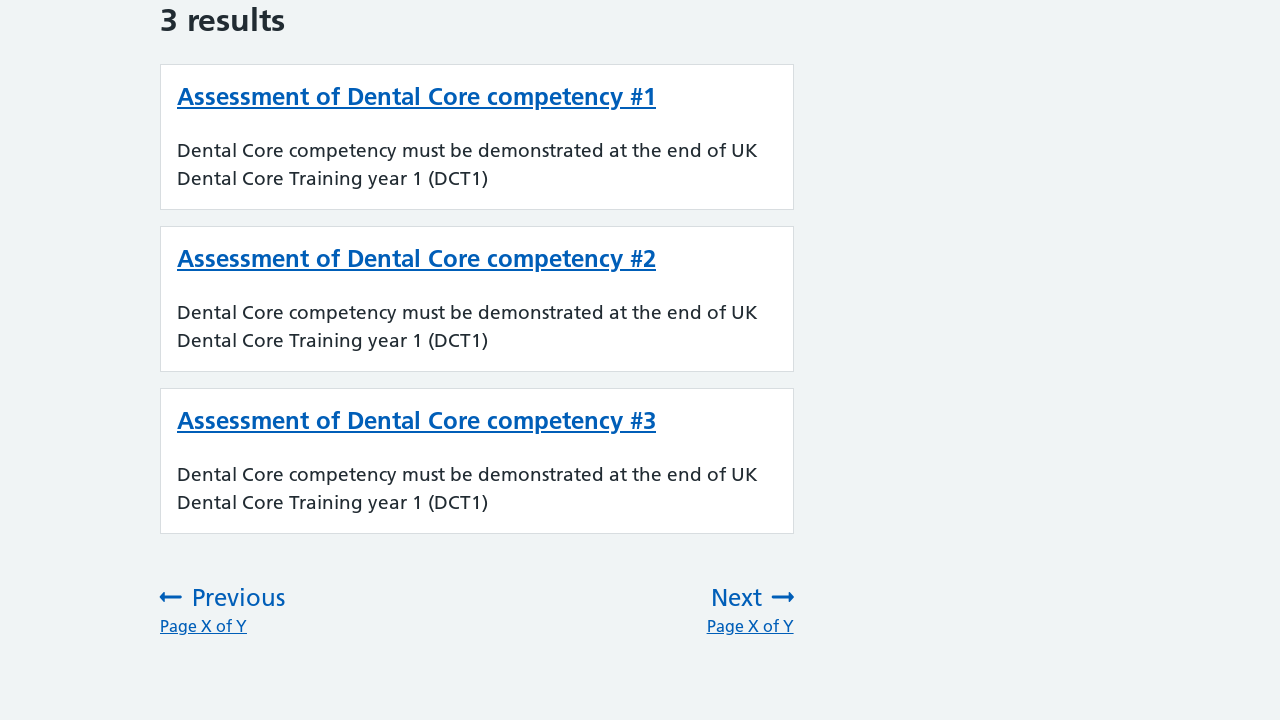 3 results
Assessment of Dental Core competency #1
Dental Core competency must be demonstrated at the end of UK
Dental Core Training year 1 (DCT1)
Assessment of Dental Core competency #2
Dental Core competency must be demonstrated at the end of UK
Dental Core Training year 1 (DCT1)
Assessment of Dental Core competency #3
Dental Core competency must be demonstrated at the end of UK
Dental Core Training year 1 (DCT1)
Previous
Page X of Y
Next
Page X of Y